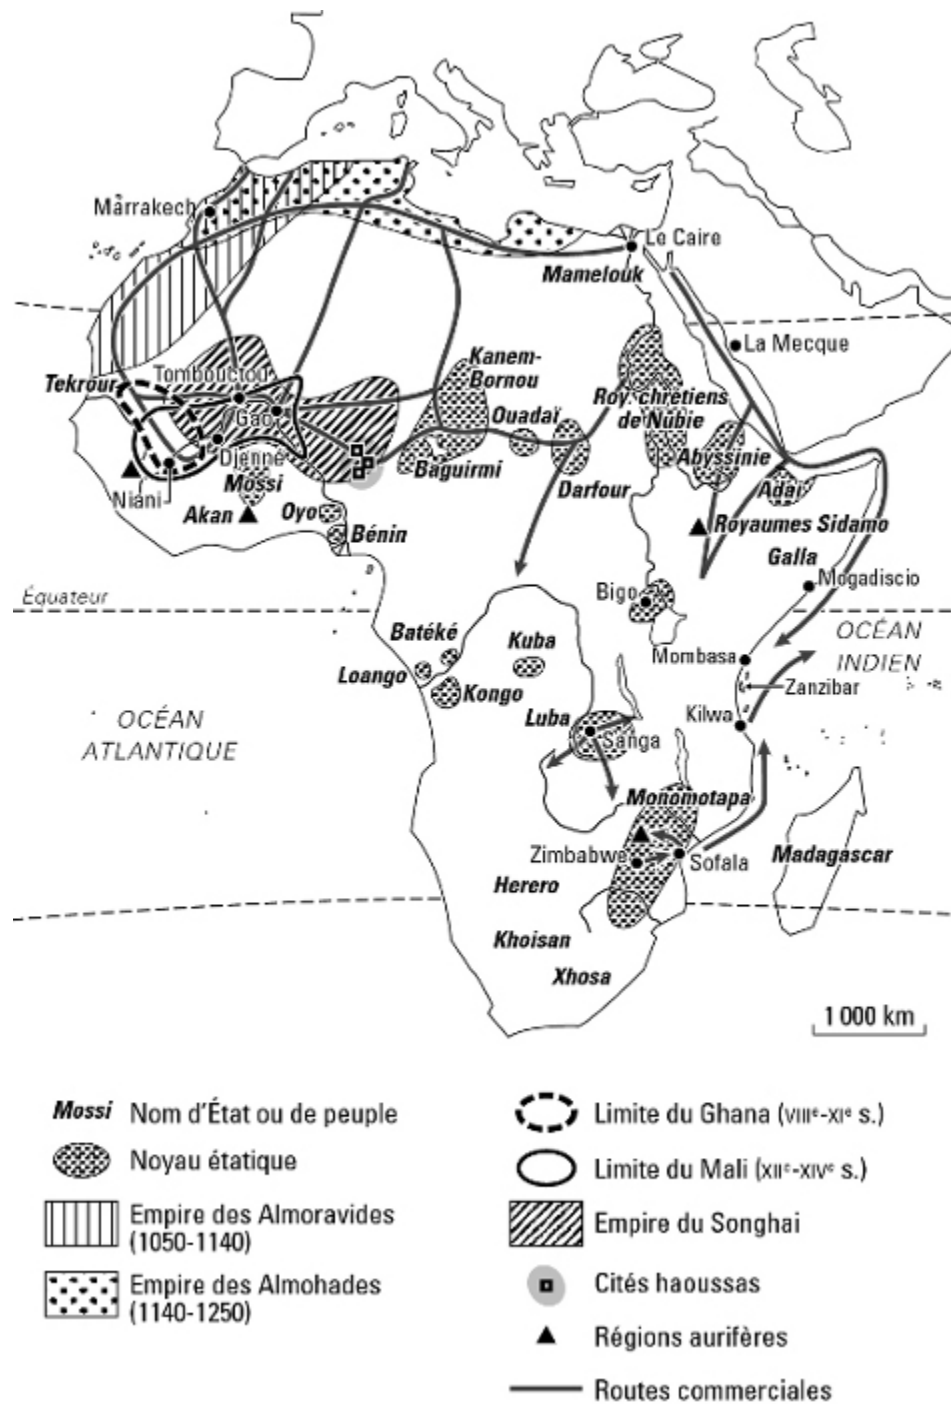 Marrakech
Le Caire
Mamelouk
La Mecque
Tekrour
Tombouctou
Gao
Djenné
Niani
Mossi
Akan
Oyo
Bénin
Kanem-
Bornou
Ouadaï
Baguirmi
Darfour
Roy. chrétiens
de Nubie
Abyssinie
Adai
Royaumes Sidamo
Galla
Mogadiscio
Équateur
Bigo
Batéké
Loango
Kongo
Kuba
Mombasa
OCÉAN
INDIEN
Zanzibar
Kilwa
OCÉAN
ATLANTIQUE
Luba
Sanga
Monomotapa
Zimbabwe
Sofala
Madagascar
Herero
Khoisan
Xhosa
1 000 km
Mossi Nom d'État ou de peuple
Noyau étatique
Empire des Almoravides
(1050-1140)
Empire des Almohades
(1140-1250)
Limite du Ghana (VIIIe-XIe s.)
Limite du Mali (XIIe-XIVe s.)
Empire du Songhai
Cités haoussas
Régions aurifères
Routes commerciales